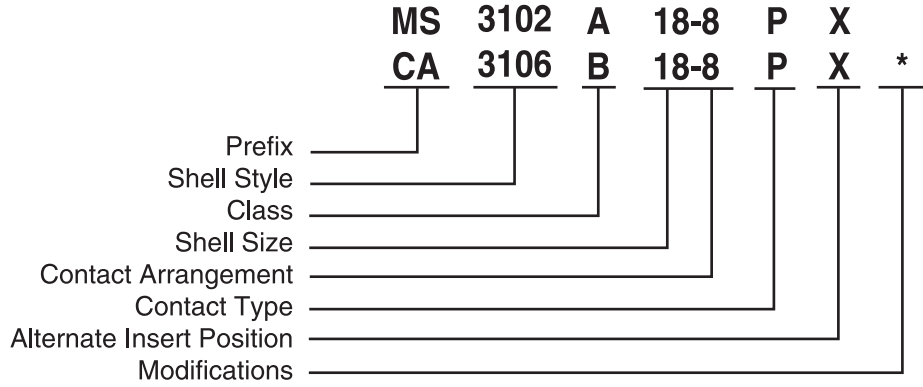 MS 3102 A 18-8 P X
CA 3106 B 18-8 P X *
Prefix
Shell Style
Class
Shell Size
Contact Arrangement
Contact Type
Alternate Insert Position
Modifications